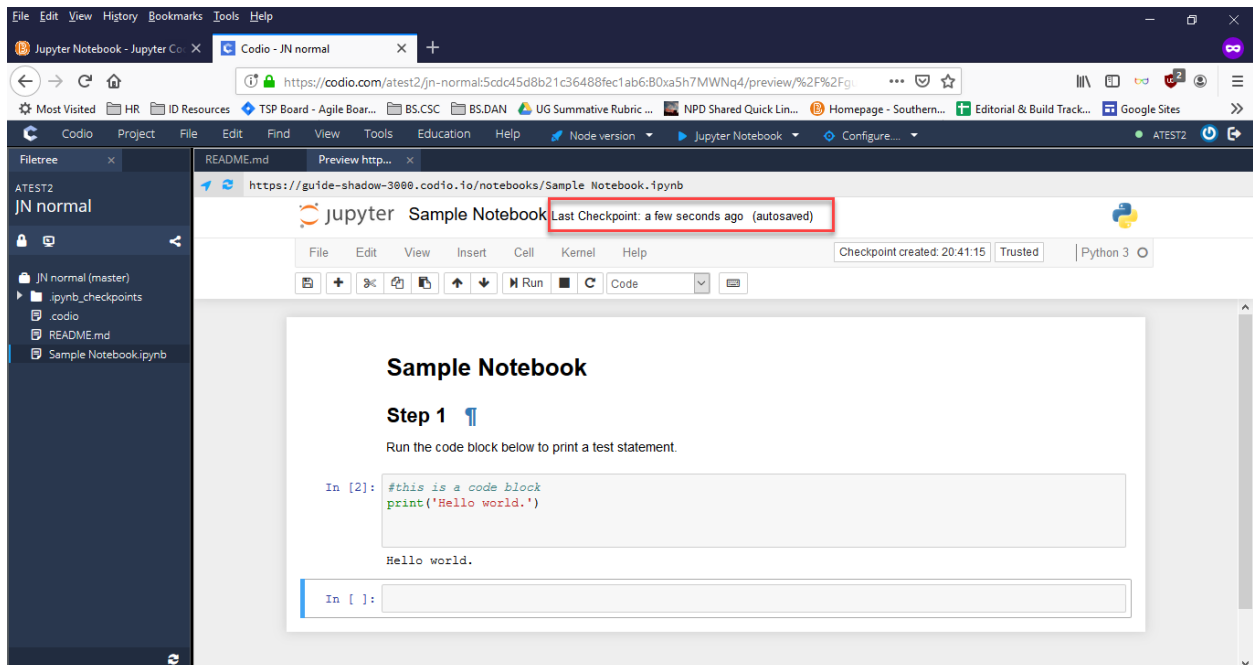 File Edit View History Bookmarks Tools Help
Jupyter Notebook - Jupyter Co
Codio - JN normal
https://codio.com/atest2/jn-normal:5cdc45d8b21c36488fec1ab6:B0xa5h7MWNq4/preview/%2F%2Fgu
Most Visited HR ID Resources TSP Board - Agile Boar... BS.CSC BS.DAN UG Summative Rubric ... NPD Shared Quick Lin... Homepage - Southern... Editorial & Build Track... Google Sites
Codio Project File Edit Find View Tools Education Help Node version Jupyter Notebook Configure.... ATEST2
Filetree README.md Preview http...
ATEST2
JN normal
https://guide-shadow-3000.codio.io/notebooks/Sample Notebook.ipynb
jupyter Sample Notebook Last Checkpoint: a few seconds ago (autosaved)
File Edit View Insert Cell Kernel Help Checkpoint created: 20:41:15 Trusted Python 3
Run Code
JN normal (master)
.ipynb_checkpoints
.codio
README.md
Sample Notebook.ipynb
Sample Notebook
Step 1 ¶
Run the code block below to print a test statement.
In [2]: #this is a code block
print('Hello world.')
Hello world.
In [ ]: